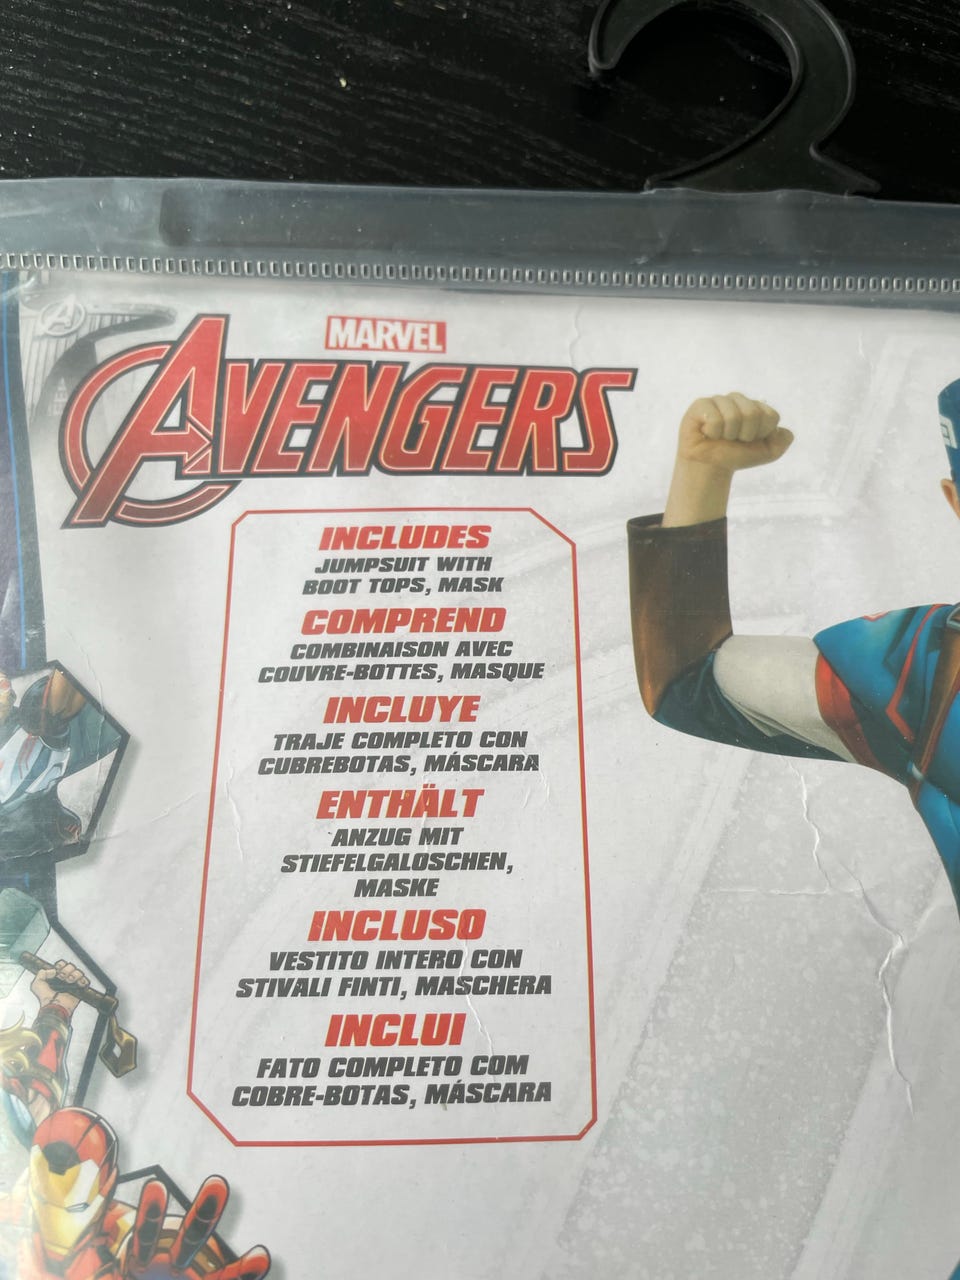 MARVEL
AVENGERS
INCLUDES
JUMPSUIT WITH
BOOT TOPS, MASK
COMPREND
COMBINAISON AVEC
COUVRE-BOTTES, MASQUE
INCLUYE
TRAJE COMPLETO CON
CUBREBOTAS, MÁSCARA
ENTHÄLT
ANZUG MIT
STIEFELGALOSCHEN,
MASKE
INCLUSO
VESTITO INTERO CON
STIVALI FINTI, MASCHERA
INCLUI
FATO COMPLETO COM
COBRE-BOTAS, MÁSCARA